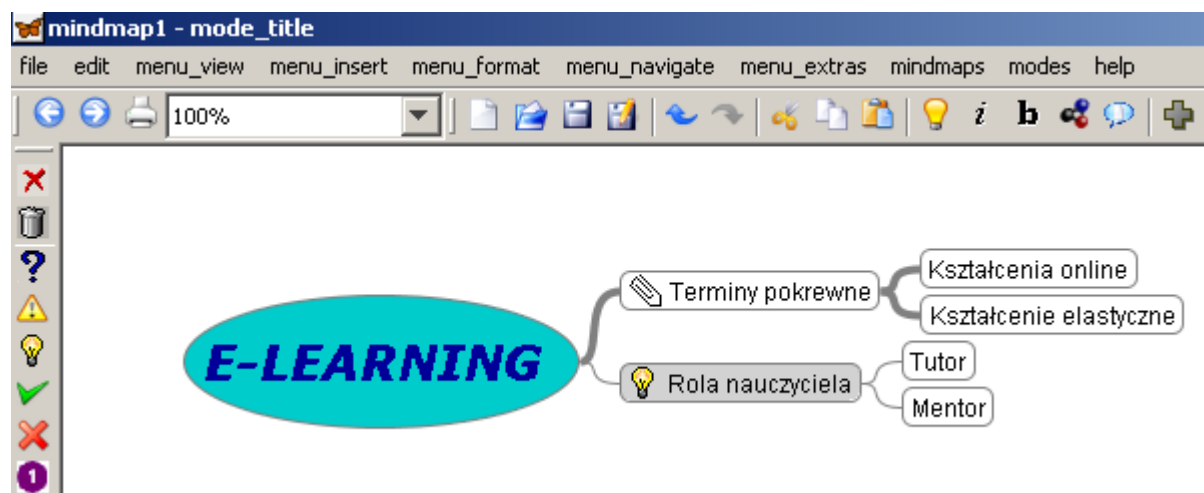 mindmap1 - mode_title
file edit menu_view menu_insert menu_format menu_navigate menu_extras mindmaps modes help
100% i b
?
1
E-LEARNING
Terminy pokrewne
Kształcenia online
Kształcenie elastyczne
Rola nauczyciela
Tutor
Mentor